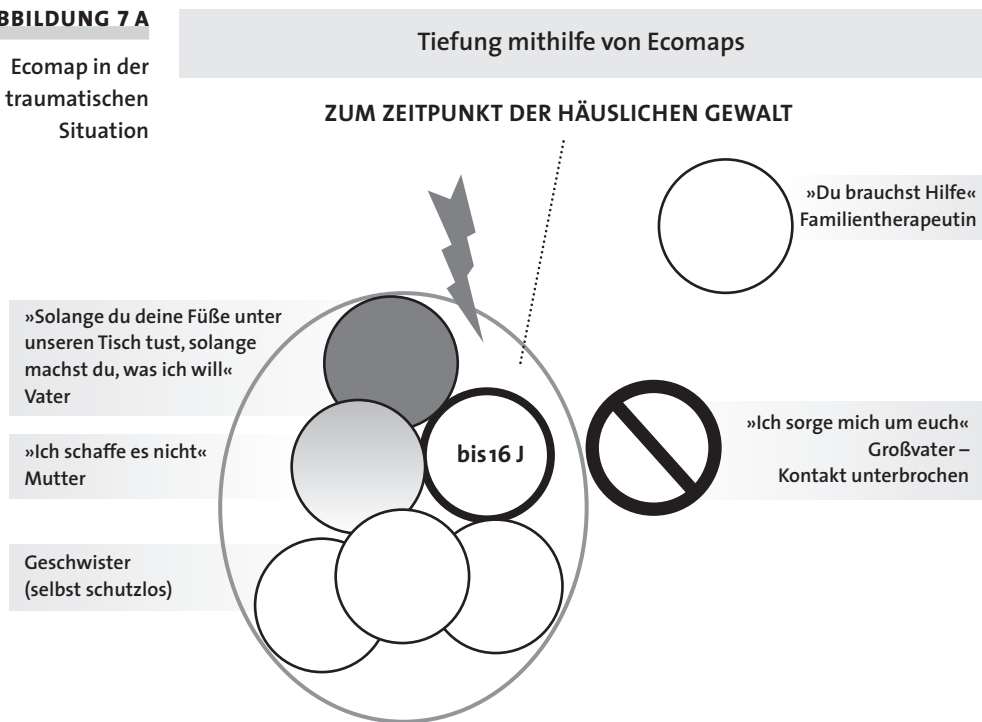 BBILDUNG 7 A
Ecomap in der
traumatischen
Situation
Tiefung mithilfe von Ecomaps
ZUM ZEITPUNKT DER HÄUSLICHEN GEWALT
»Du brauchst Hilfe«
Familientherapeutin
»Solange du deine Füße unter
unseren Tisch tust, solange
machst du, was ich will«
Vater
»Ich schaffe es nicht«
Mutter
bis 16 J
»Ich sorge mich um euch«
Großvater –
Kontakt unterbrochen
Geschwister
(selbst schutzlos)